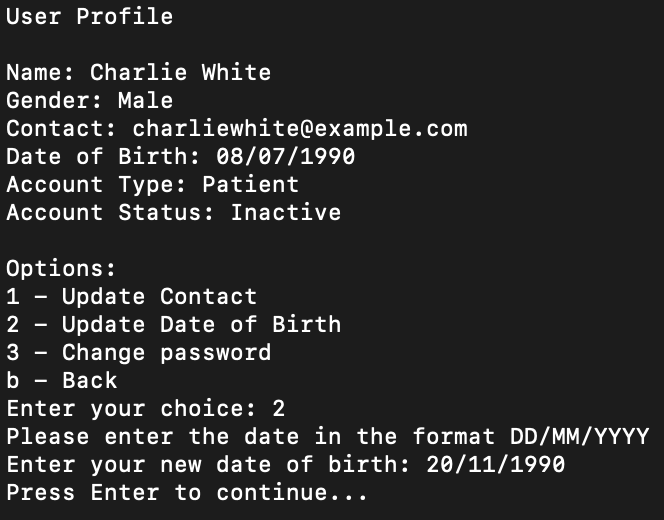 User Profile
Name: Charlie White
Gender: Male
Contact: charliewhite@example.com
Date of Birth: 08/07/1990
Account Type: Patient
Account Status: Inactive
Options:
1 – Update Contact
2 – Update Date of Birth
3 – Change password
b – Back
Enter your choice: 2
Please enter the date in the format DD/MM/YYYY
Enter your new date of birth: 20/11/1990
Press Enter to continue...